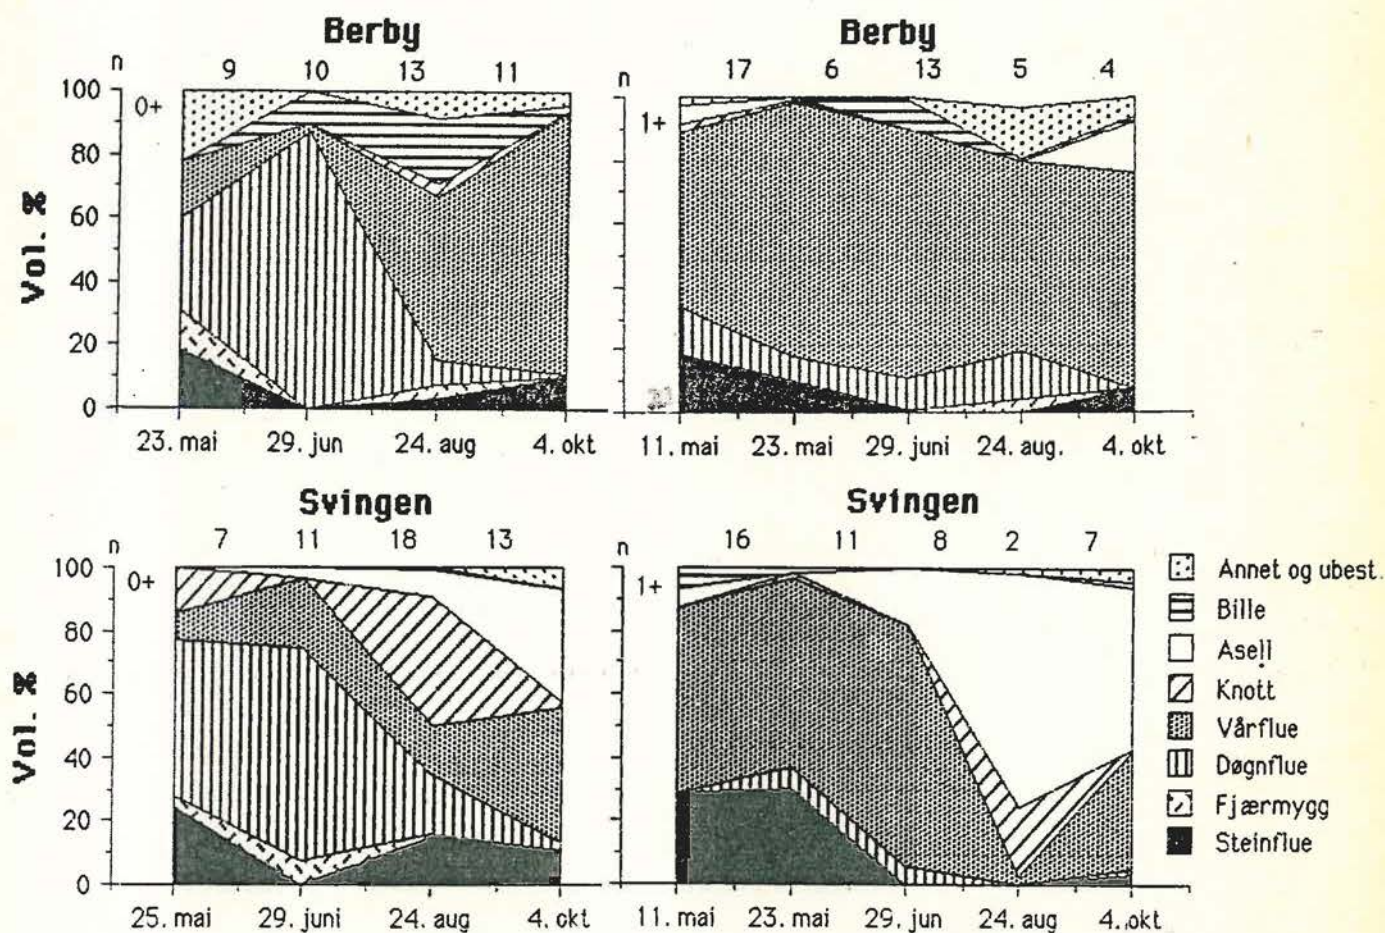 Berby
n 9 10 13 11
0+
Vol. %
100
80
60
40
20
0
23. mai 29. jun 24. aug 4. okt
Berby
n 17 6 13 5 4
1+
11. mai 23. mai 29. juni 24. aug. 4. okt
Svingen
n 7 11 18 13
0+
Vol. %
100
80
60
40
20
0
25. mai 29. juni 24. aug 4. okt
Svingen
n 16 11 8 2 7
1+
11. mai 23. mai 29. jun 24. aug 4. okt
Annet og ubest.
Bille
Asell
Knott
Vårflue
Døgnflue
Fjærmygg
Steinflue